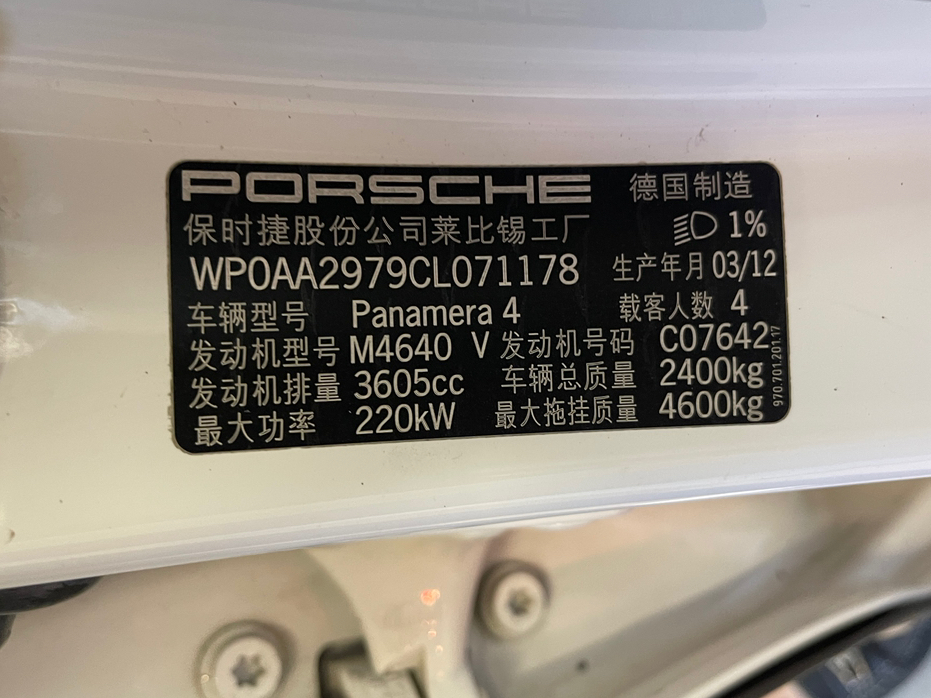 PORSCHE 德国制造
保时捷股份公司莱比锡工厂 1%
WP0AA2979CL071178 生产年月 03/12
车辆型号 Panamera 4 载客人数 4
发动机型号 M4640 V 发动机号码 C07642
发动机排量 3605cc 车辆总质量 2400kg
最大功率 220kW 最大拖挂质量 4600kg
970.701.201.17